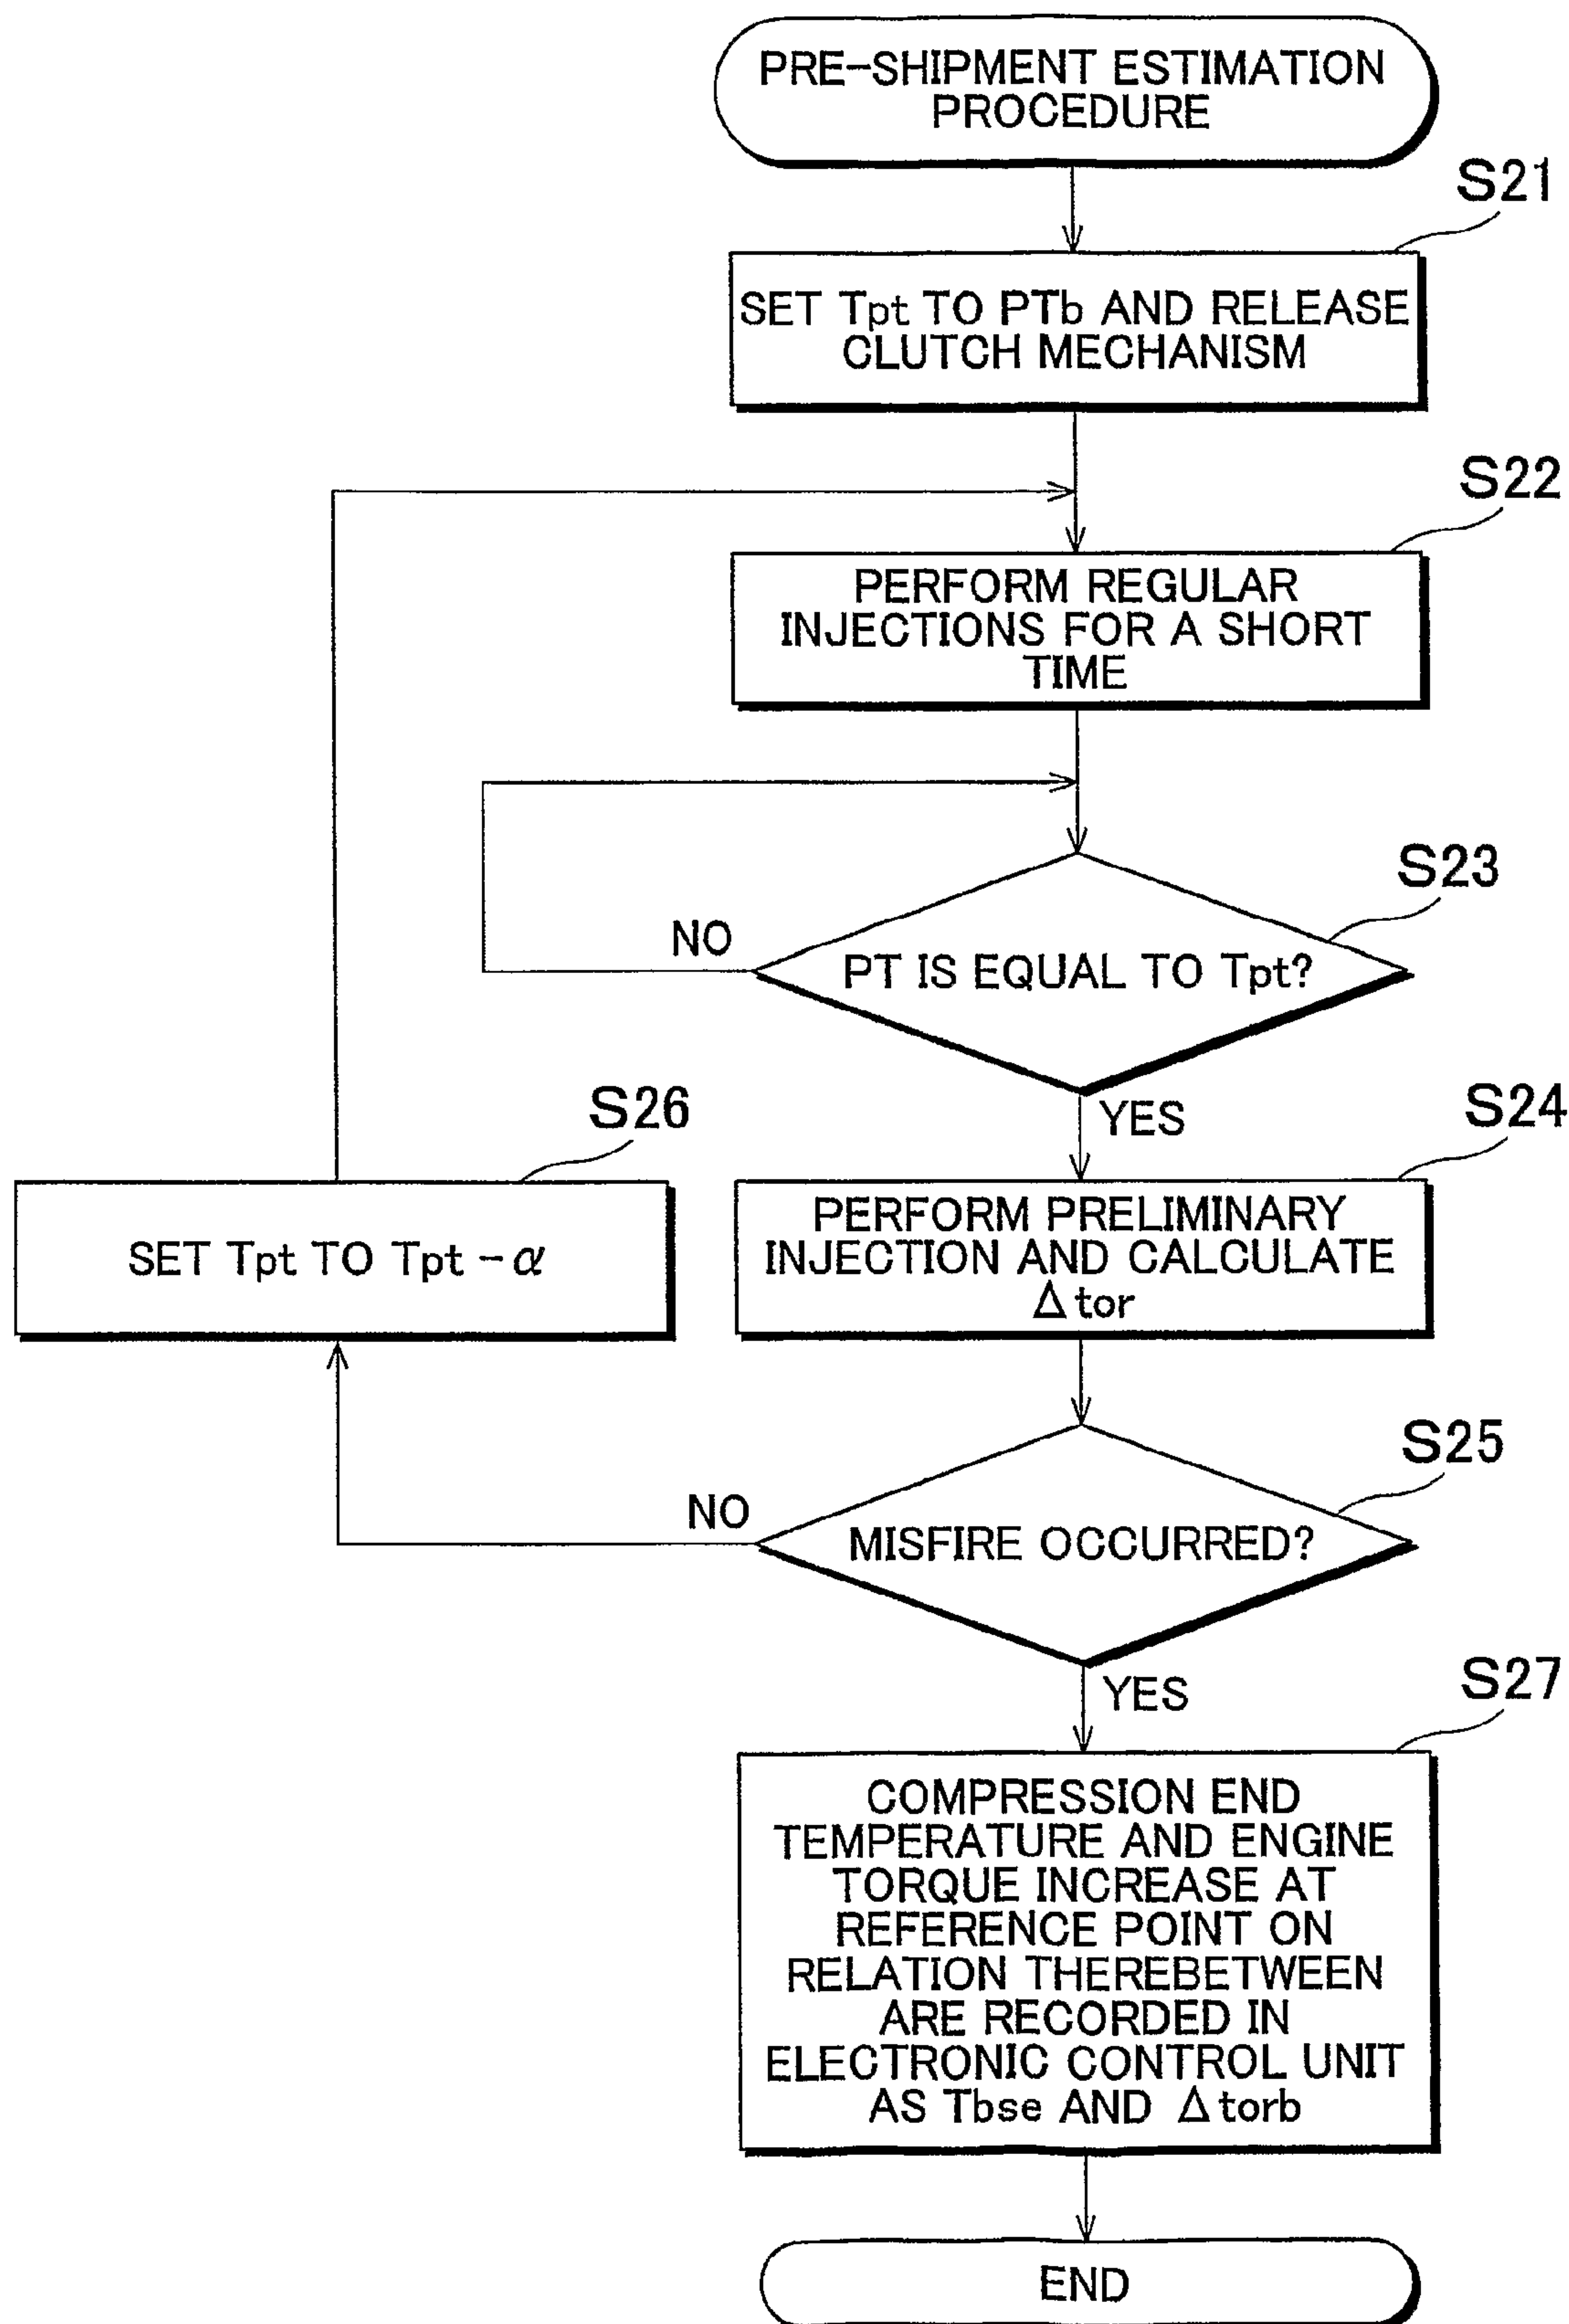 PRE-SHIPMENT ESTIMATION
PROCEDURE
S21
SET Tpt TO PTb AND RELEASE
CLUTCH MECHANISM
S22
PERFORM REGULAR
INJECTIONS FOR A SHORT
TIME
S23
NO
PT IS EQUAL TO Tpt?
YES
S26
SET Tpt TO Tpt -α
S24
PERFORM PRELIMINARY
INJECTION AND CALCULATE
Δtor
S25
NO
MISFIRE OCCURRED?
YES
S27
COMPRESSION END
TEMPERATURE AND ENGINE
TORQUE INCREASE AT
REFERENCE POINT ON
RELATION THEREBETWEEN
ARE RECORDED IN
ELECTRONIC CONTROL UNIT
AS Tbse AND Δtorb
END